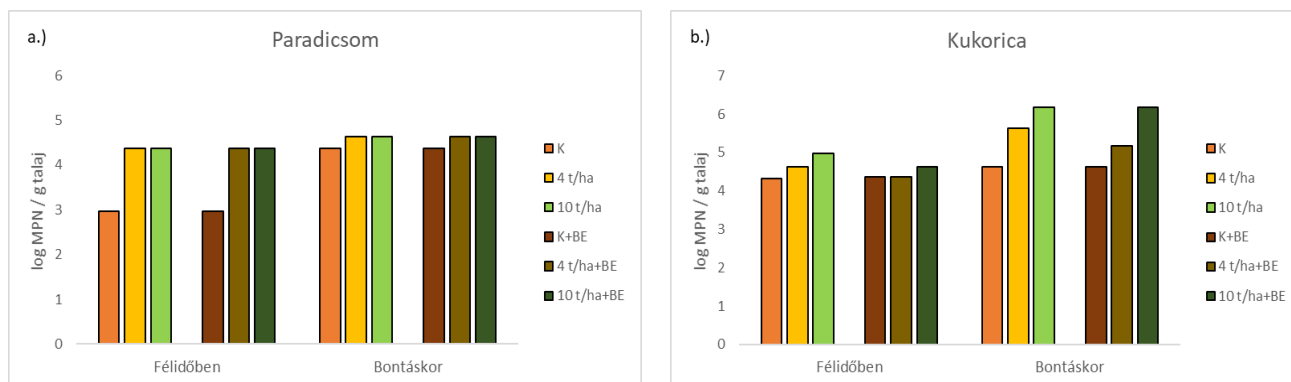 a.)
Paradicsom
log MPN / g talaj
6
5
4
3
2
1
0
Félidőben
Bontáskor
K
4 t/ha
10 t/ha
K+BE
4 t/ha+BE
10 t/ha+BE
b.)
Kukorica
log MPN / g talaj
7
6
5
4
3
2
1
0
Félidőben
Bontáskor
K
4 t/ha
10 t/ha
K+BE
4 t/ha+BE
10 t/ha+BE